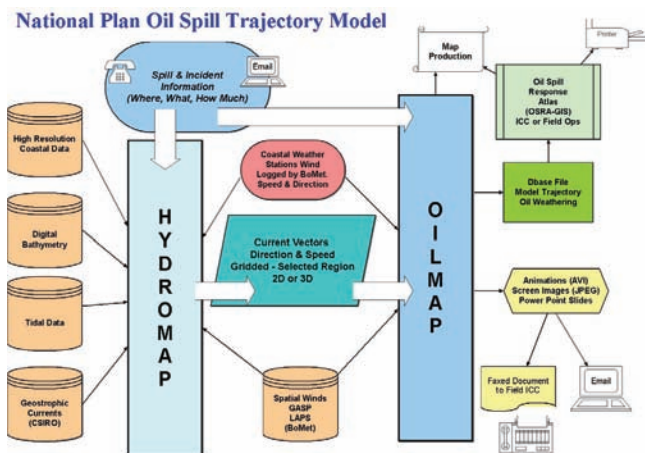 National Plan Oil Spill Trajectory Model
Spill & Incident
Information
(Where, What, How Much)
Email
Map
Production
Printer
Oil Spill
Response
Atlas
(OSRA-GIS)
ICC or Field Ops
High Resolution
Coastal Data
Digital
Bathymetry
Tidal Data
Geostrophic
Currents
(CSIRO)
HYDROMAP
Coastal Weather
Stations Wind
Logged by BoMet.
Speed & Direction
Current Vectors
Direction & Speed
Gridded - Selected Region
2D or 3D
Spatial Winds
GASP
LAPS
(BoMet)
OILMAP
Dbase File
Model Trajectory
Oil Weathering
Animations (AVI)
Screen Images (JPEG)
Power Point Slides
Faxed Document
to Field ICC
Email